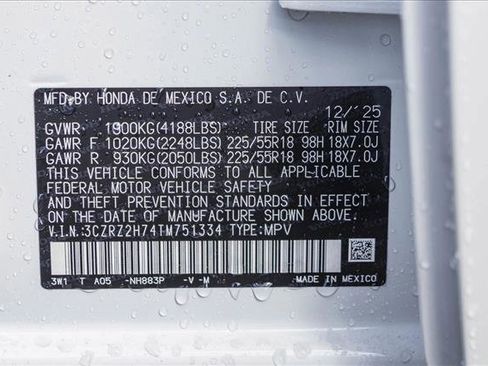 MFD.BY HONDA DE MEXICO S.A. DE C.V.
12/25
GVWR 1900KG(4188LBS) TIRE SIZE RIM SIZE
GAWR F 1020KG(2248LBS) 225/55R18 98H 18X7.0J
GAWR R 930KG(2050LBS) 225/55R18 98H 18X7.0J
THIS VEHICLE CONFORMS TO ALL APPLICABLE
FEDERAL MOTOR VEHICLE SAFETY
AND THEFT PREVENTION STANDARDS IN EFFECT
ON THE DATE OF MANUFACTURE SHOWN ABOVE.
V.I.N:3CZRZ2H74TM751334 TYPE:MPV
3W1 T A05 -NH883P -V -M
MADE IN MEXICO